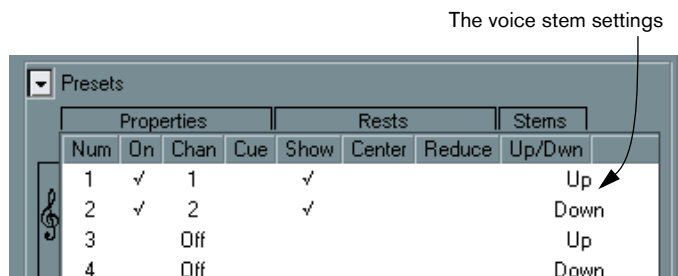 The voice stem settings
Presets
Properties Rests Stems
Num On Chan Cue Show Center Reduce Up/Dwn
1 √ 1 √ Up
2 √ 2 √ Down
3 Off Up
4 Off Down